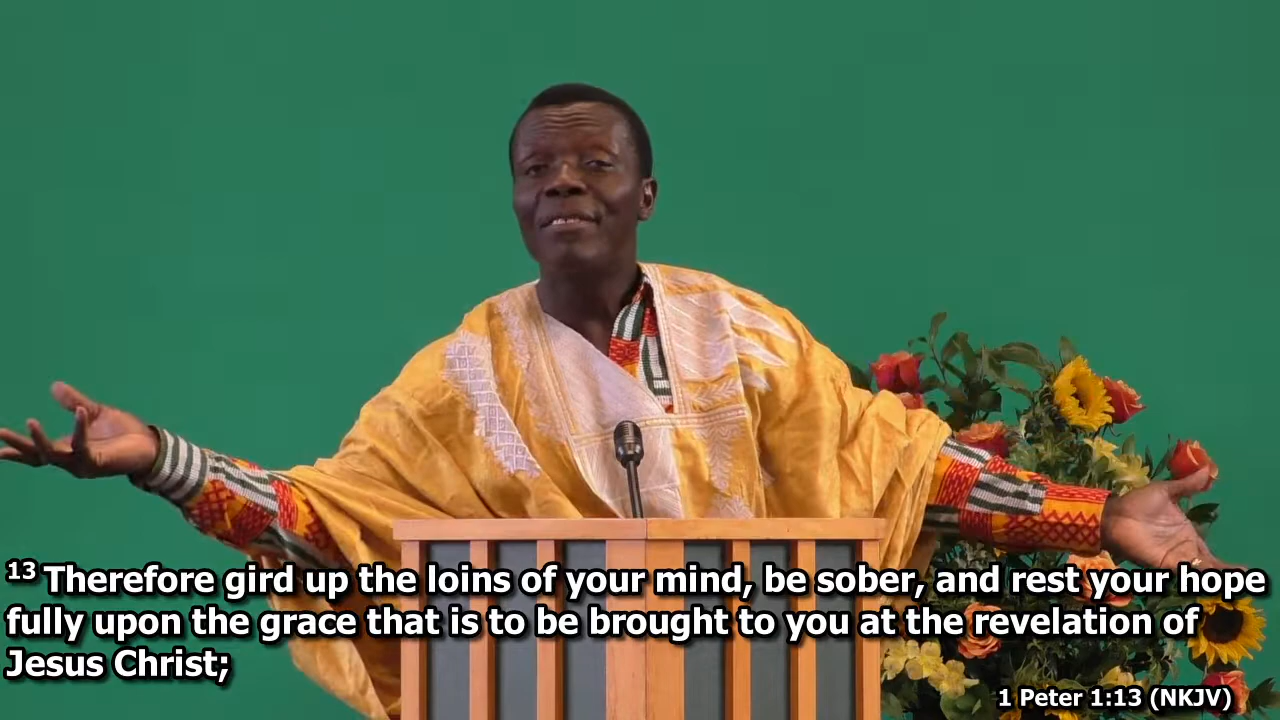 13 Therefore gird up the loins of your mind, be sober, and rest your hope
fully upon the grace that is to be brought to you at the revelation of
Jesus Christ;
1 Peter 1:13 (NKJV)